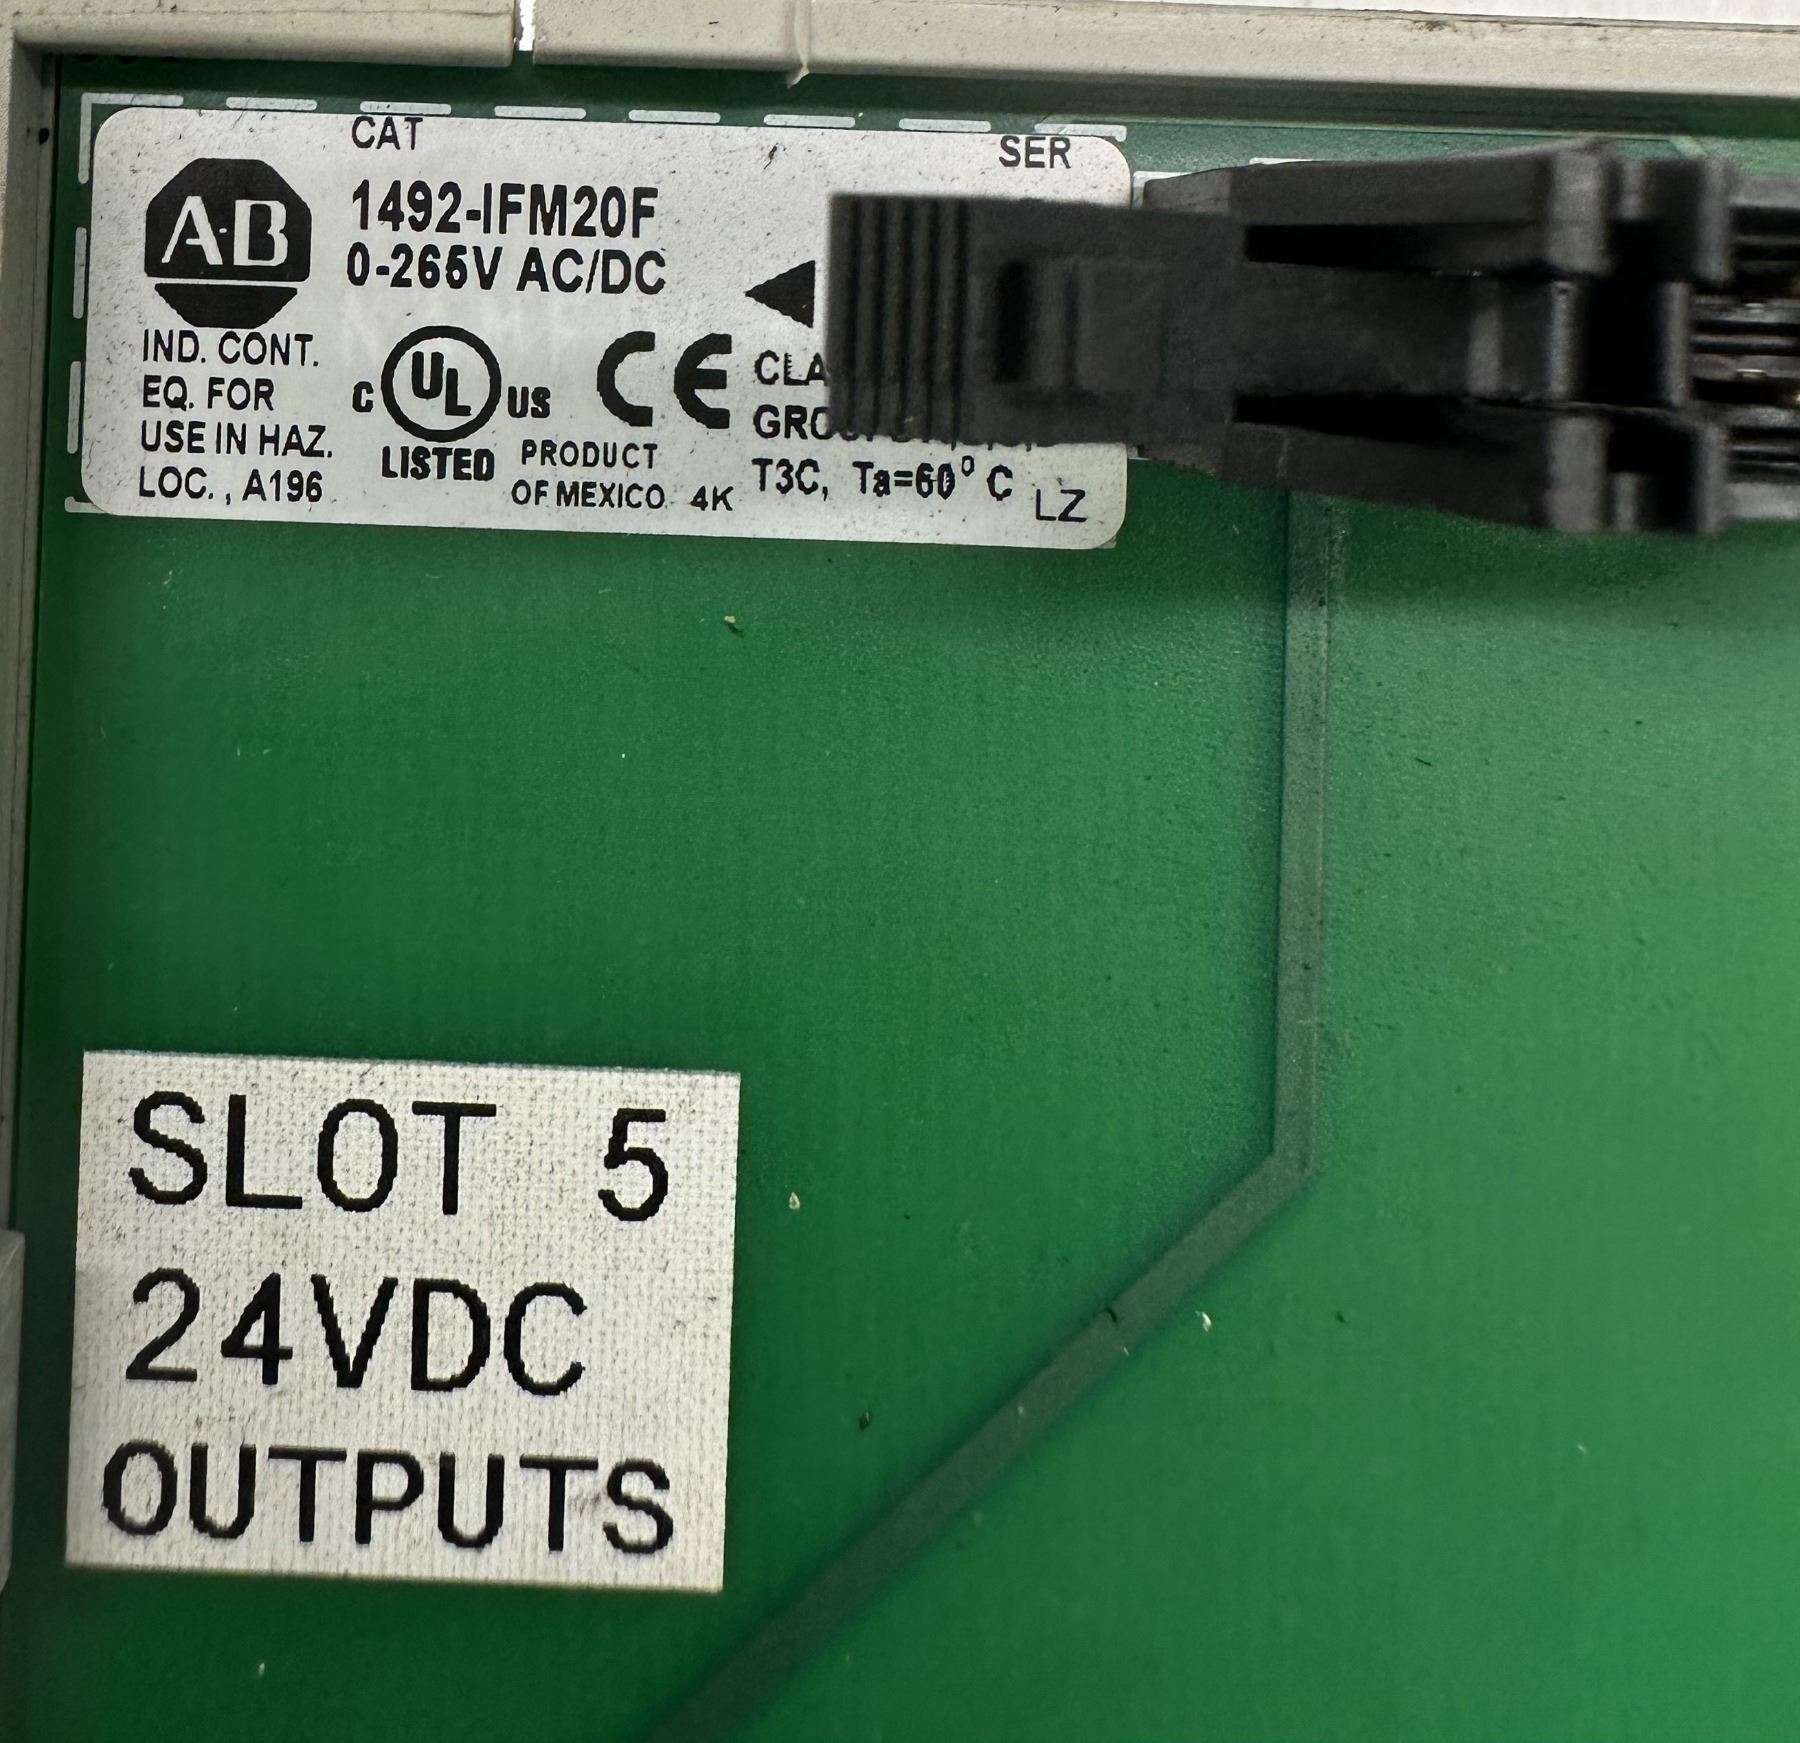 CAT
SER
A-B
1492-IFM20F
0-265V AC/DC
IND. CONT.
EQ. FOR
USE IN HAZ.
LOC., A196
C UL US
LISTED
CE
PRODUCT
OF MEXICO 4K
T3C, Ta=60° C
LZ
SLOT 5
24VDC
OUTPUTS